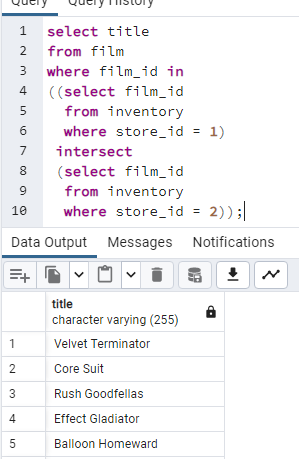 Query Query History
1 select title
2 from film
3 where film_id in
4 ((select film_id
5 from inventory
6 where store_id = 1)
7 intersect
8 (select film_id
9 from inventory
10 where store_id = 2));
Data Output Messages Notifications
title
character varying (255)
1 Velvet Terminator
2 Core Suit
3 Rush Goodfellas
4 Effect Gladiator
5 Balloon Homeward